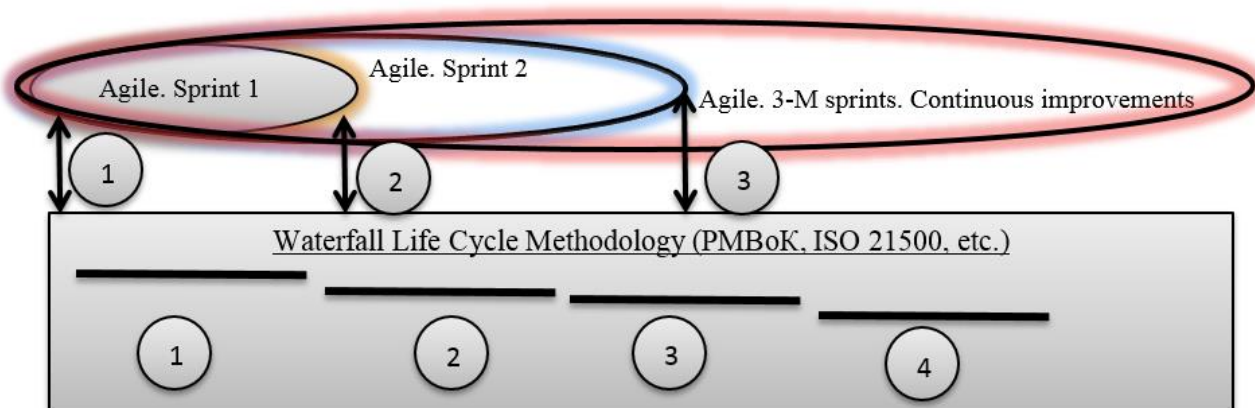 Agile. Sprint 1
Agile. Sprint 2
Agile. 3-M sprints. Continuous improvements
1
2
3
Waterfall Life Cycle Methodology (PMBoK, ISO 21500, etc.)
1
2
3
4